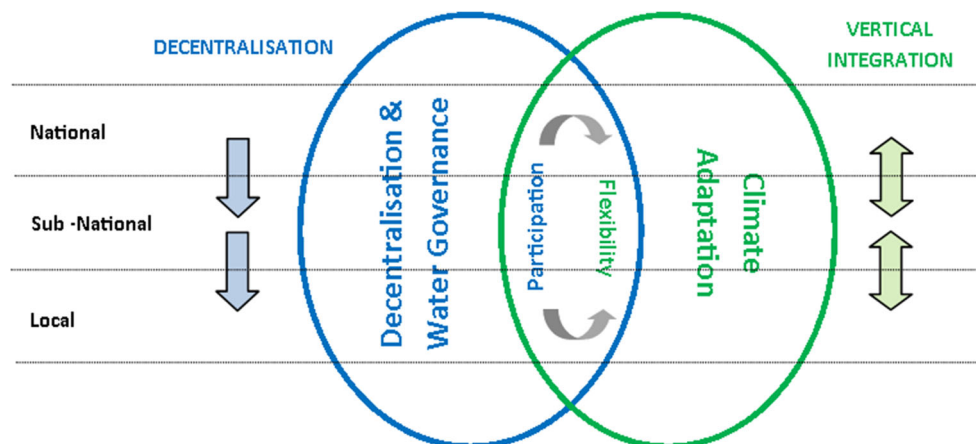 DECENTRALISATION
VERTICAL
INTEGRATION
National
Sub -National
Local
Decentralisation &
Water Governance
Participation
Flexibility
Climate
Adaptation